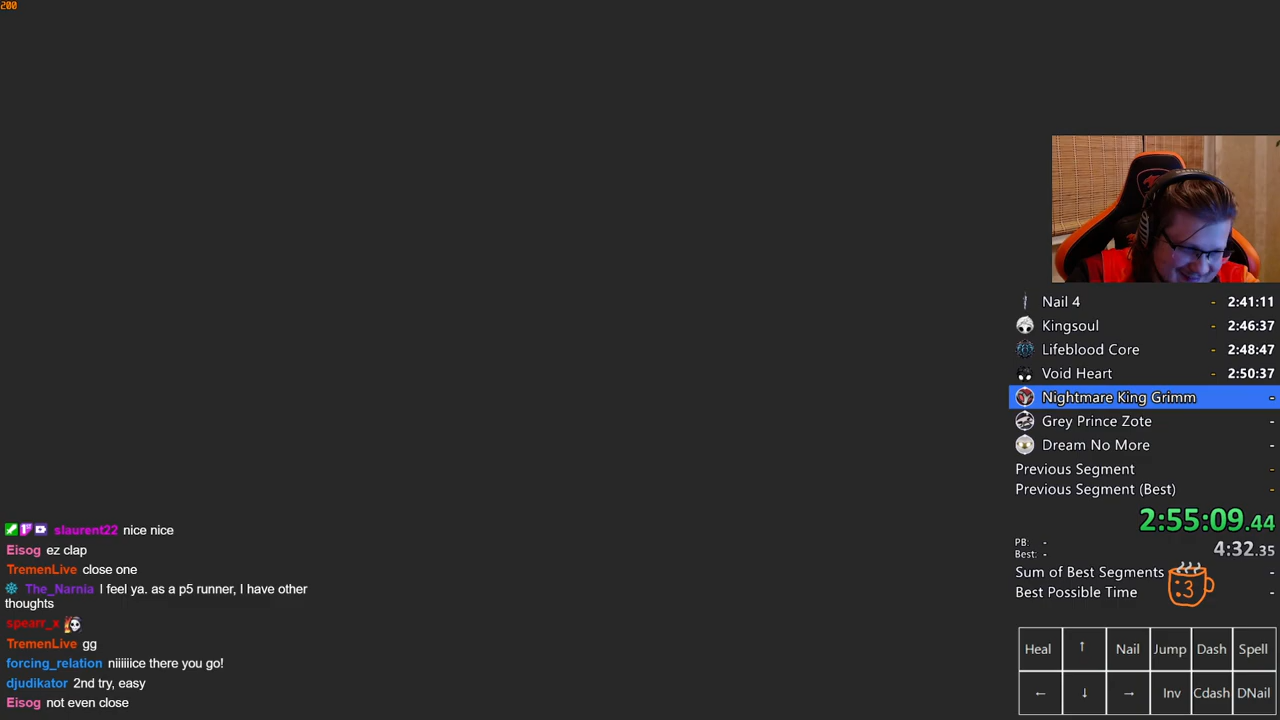 200
Nail 4 - 2:41:11
Kingsoul - 2:46:37
Lifeblood Core - 2:48:47
Void Heart - 2:50:37
Nightmare King Grimm -
Grey Prince Zote -
Dream No More -
Previous Segment -
Previous Segment (Best) -
2:55:09.44
PB: -
Best: -
4:32.35
Sum of Best Segments -
Best Possible Time -
:3
slaurent22 nice nice
Eisog ez clap
TremenLive close one
The_Narnia I feel ya. as a p5 runner, I have other
thoughts
spearr_x
TremenLive gg
forcing_relation niiiiiice there you go!
djudikator 2nd try, easy
Eisog not even close
Heal ↑ Nail Jump Dash Spell
← ↓ → Inv Cdash DNail